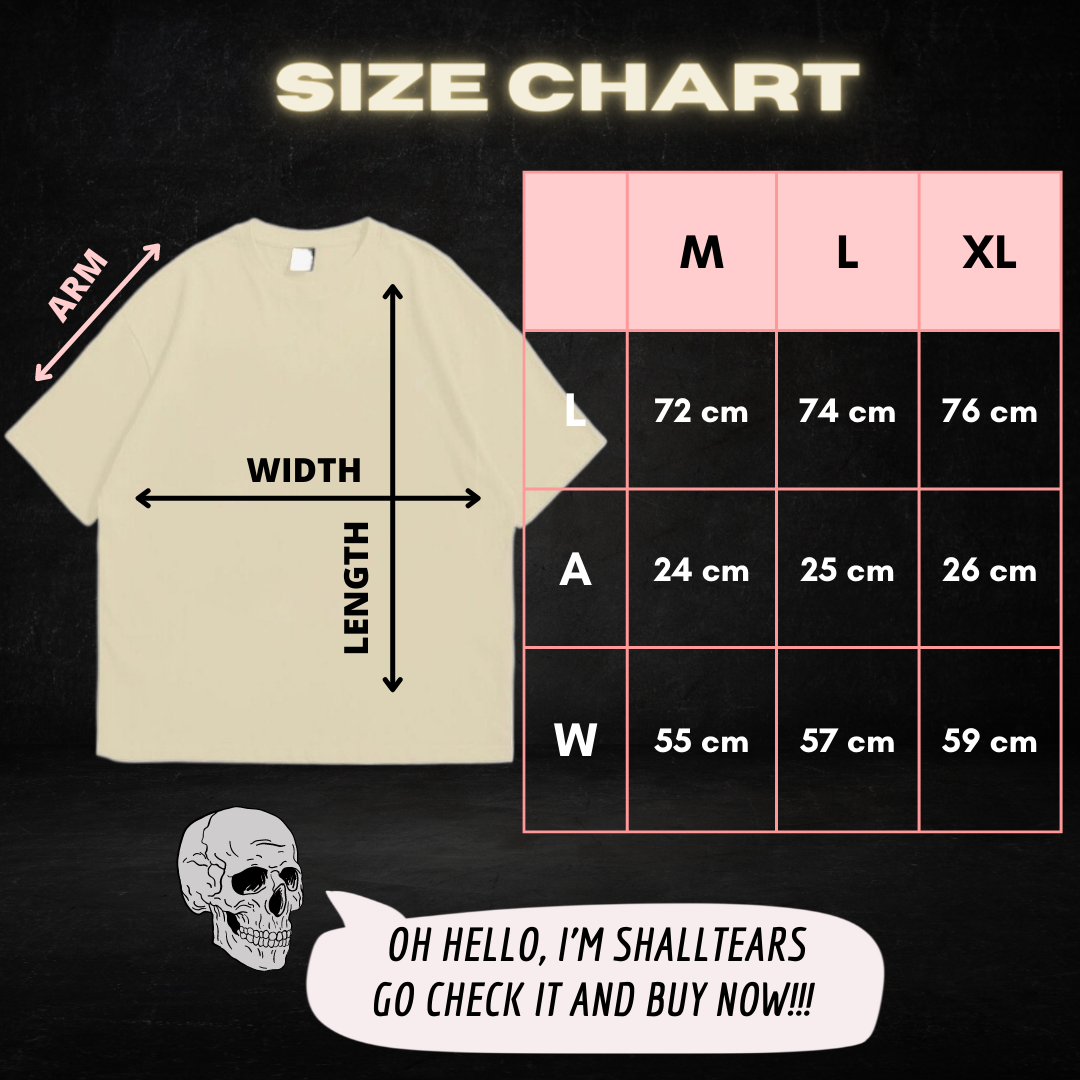 SIZE CHART
ARM
WIDTH
LENGTH
M L XL
L 72 cm 74 cm 76 cm
A 24 cm 25 cm 26 cm
W 55 cm 57 cm 59 cm
OH HELLO, I'M SHALLTEARS
GO CHECK IT AND BUY NOW!!!